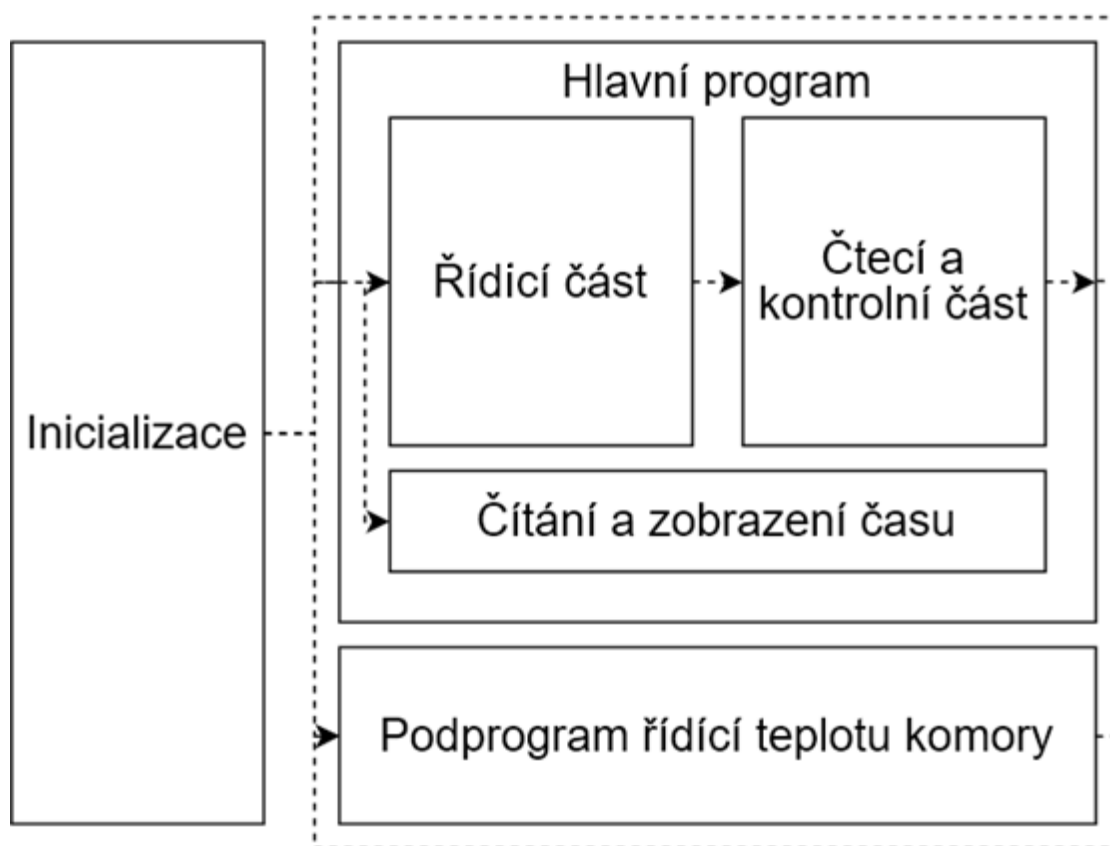 Hlavní program
Řídicí část
Čtecí a
kontrolní část
Inicializace
Čítání a zobrazení času
Podprogram řídící teplotu komory